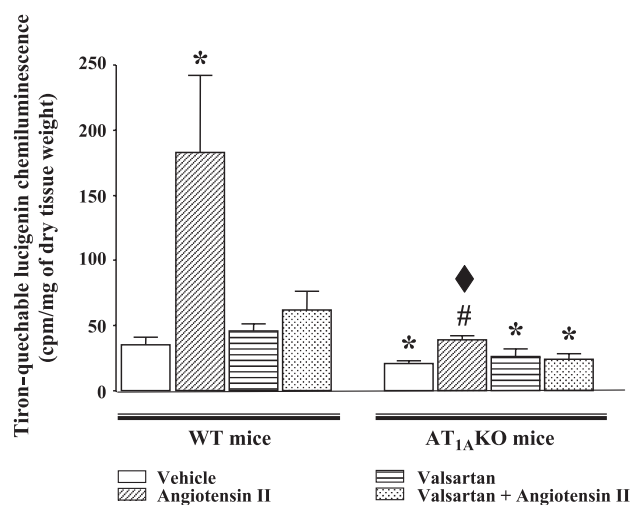 Tiron-quechable lucigenin chemiluminescence
(cpm/mg of dry tissue weight)
250
200
150
100
50
0
*
#
*
*
*
WT mice
AT1AKO mice
Vehicle
Valsartan
Angiotensin II
Valsartan + Angiotensin II